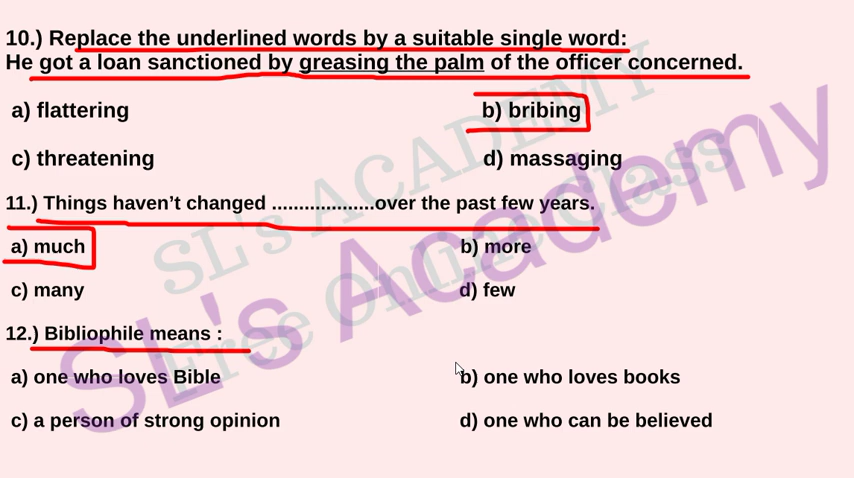 10.) Replace the underlined words by a suitable single word:
He got a loan sanctioned by greasing the palm of the officer concerned.
a) flattering b) bribing
c) threatening d) massaging
11.) Things haven't changed ...................over the past few years.
a) much b) more
c) many d) few
12.) Bibliophile means :
a) one who loves Bible b) one who loves books
c) a person of strong opinion d) one who can be believed
SL's ACADEMY
Free Online Class
SL's Academy